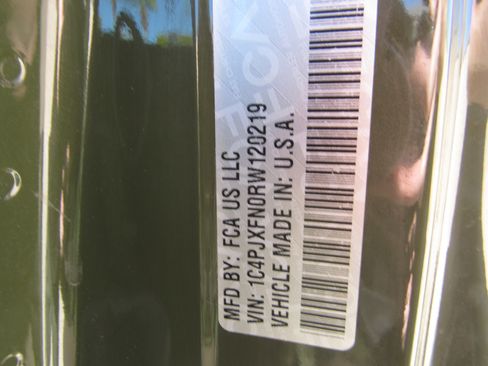 MFD BY: FCA US LLC
VIN: 1C4PJXFN0RW120219
VEHICLE MADE IN: U.S.A.